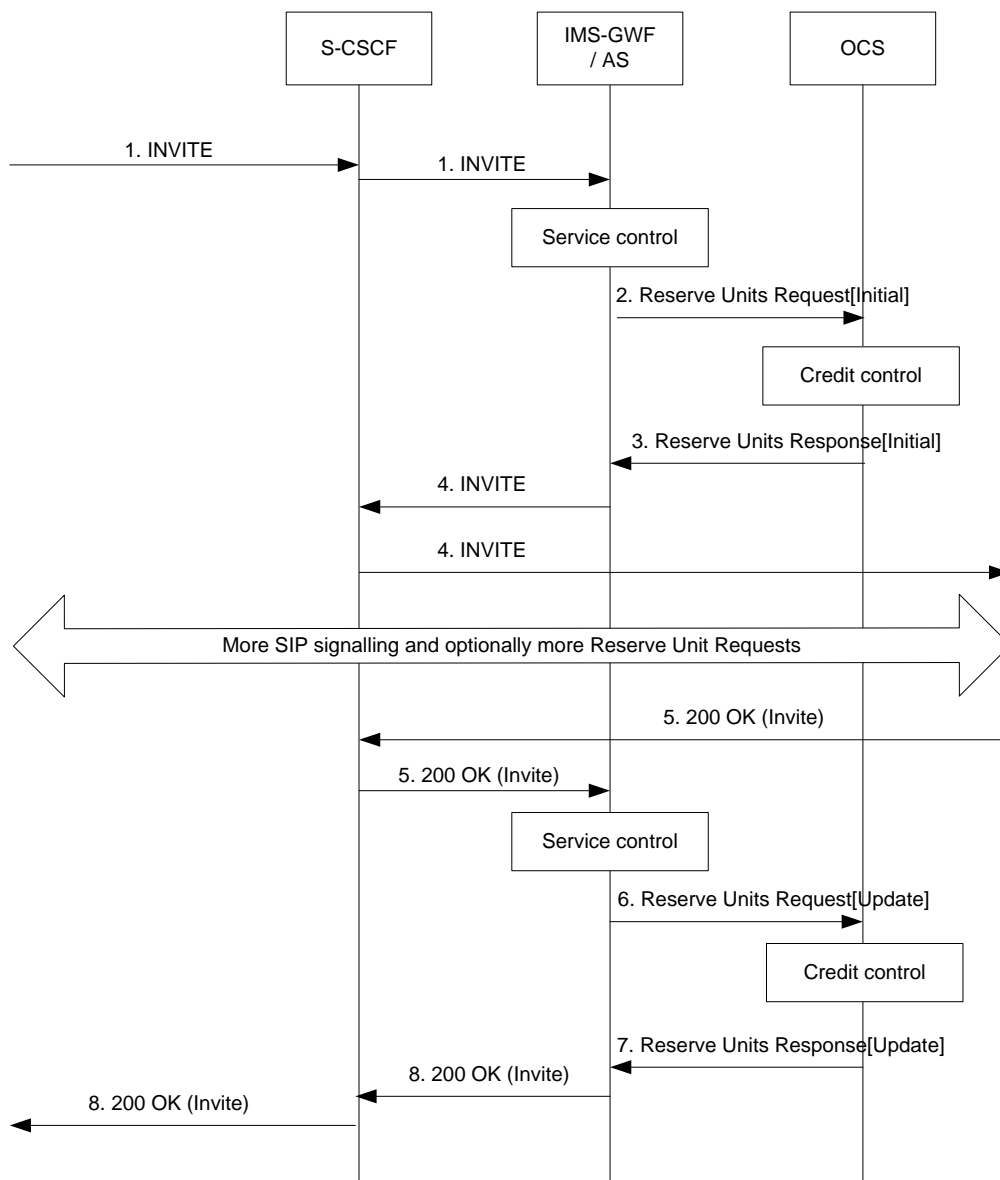 S-CSCF
IMS-GWF
/ AS
OCS
1. INVITE
1. INVITE
Service control
2. Reserve Units Request[Initial]
Credit control
3. Reserve Units Response[Initial]
4. INVITE
4. INVITE
More SIP signalling and optionally more Reserve Unit Requests
5. 200 OK (Invite)
5. 200 OK (Invite)
Service control
6. Reserve Units Request[Update]
Credit control
7. Reserve Units Response[Update]
8. 200 OK (Invite)
8. 200 OK (Invite)